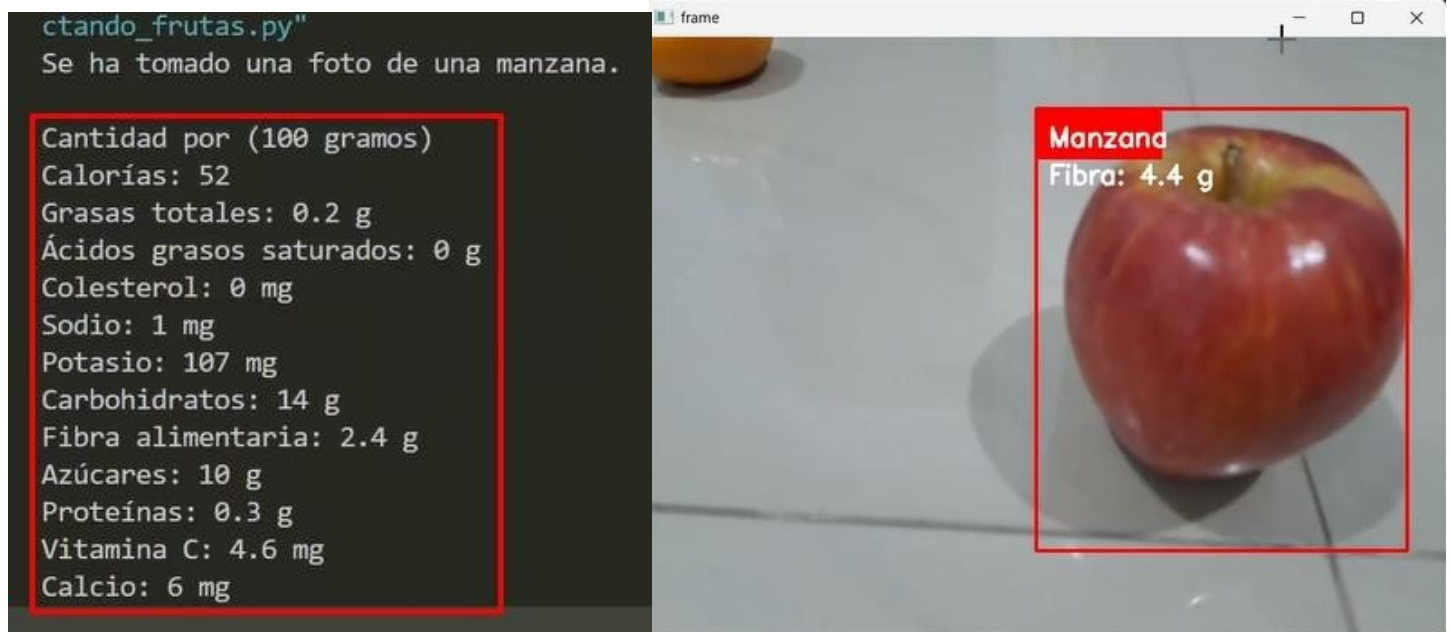 ctando_frutas.py"
Se ha tomado una foto de una manzana.
Cantidad por (100 gramos)
Calorías: 52
Grasas totales: 0.2 g
Ácidos grasos saturados: 0 g
Colesterol: 0 mg
Sodio: 1 mg
Potasio: 107 mg
Carbohidratos: 14 g
Fibra alimentaria: 2.4 g
Azúcares: 10 g
Proteínas: 0.3 g
Vitamina C: 4.6 mg
Calcio: 6 mg
frame
Manzana
Fibra: 4.4 g